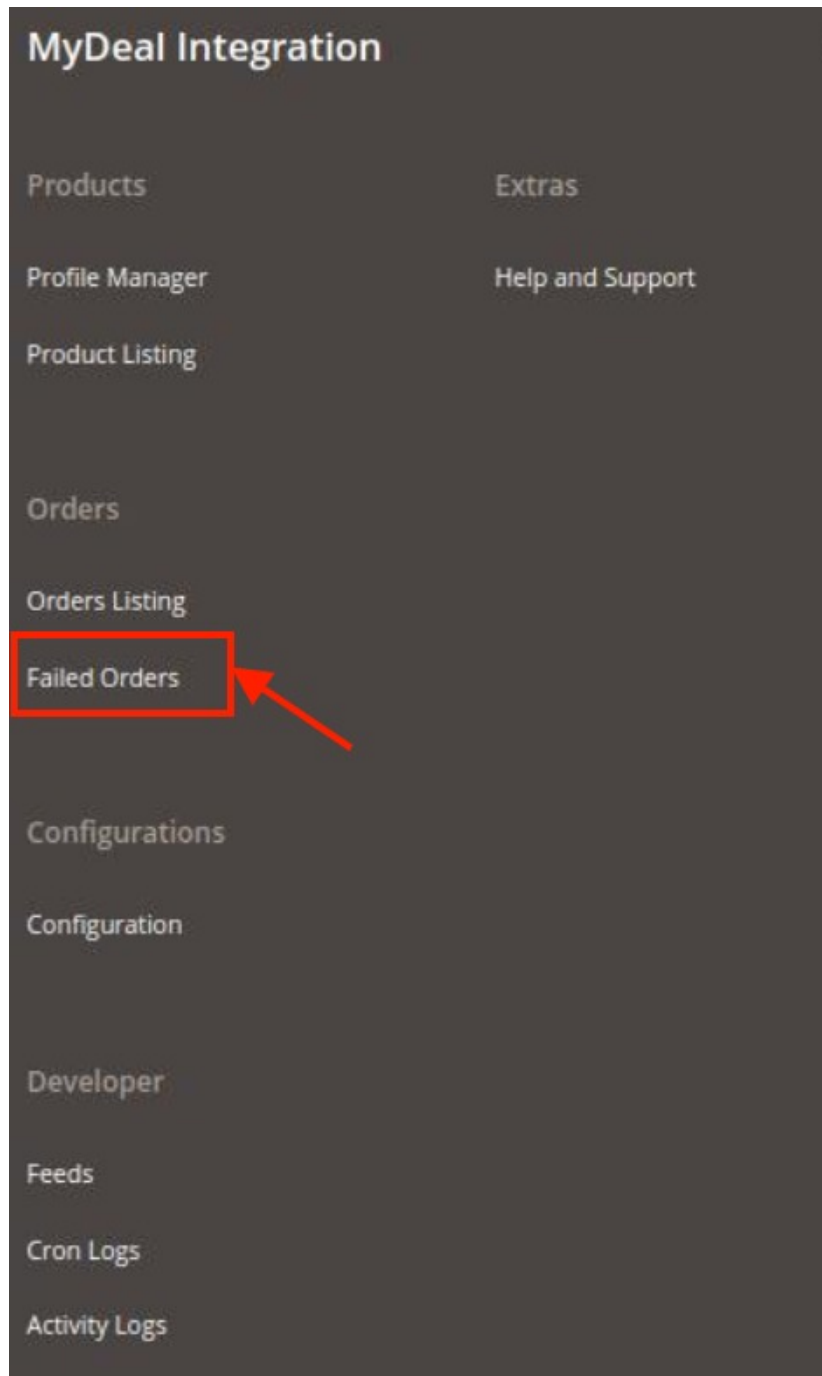 MyDeal Integration
Products
Profile Manager
Product Listing
Extras
Help and Support
Orders
Orders Listing
Failed Orders
Configurations
Configuration
Developer
Feeds
Cron Logs
Activity Logs